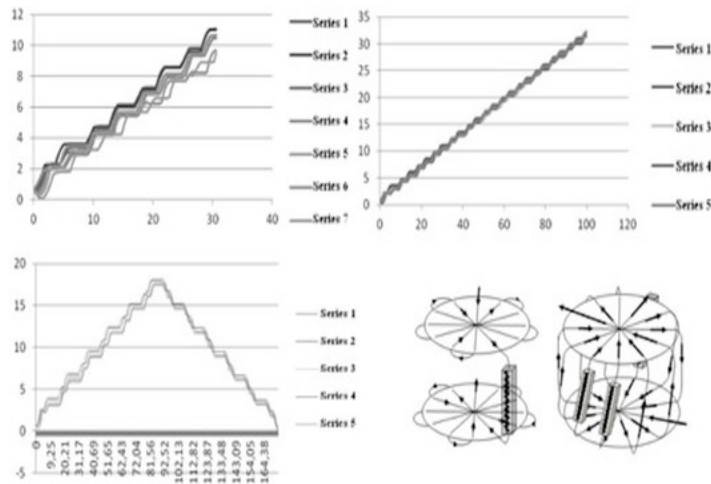 12
10
8
6
4
2
0
0 10 20 30 40
Series 1
Series 2
Series 3
Series 4
Series 5
Series 6
Series 7
35
30
25
20
15
10
5
0
0 20 40 60 80 100 120
Series 1
Series 2
Series 3
Series 4
Series 5
20
15
10
5
0
-5
0
9,25
20,21
31,17
40,69
51,65
62,43
72,04
81,56
92,52
102,13
112,82
123,87
133,48
143,09
154,05
164,38
Series 1
Series 2
Series 3
Series 4
Series 5